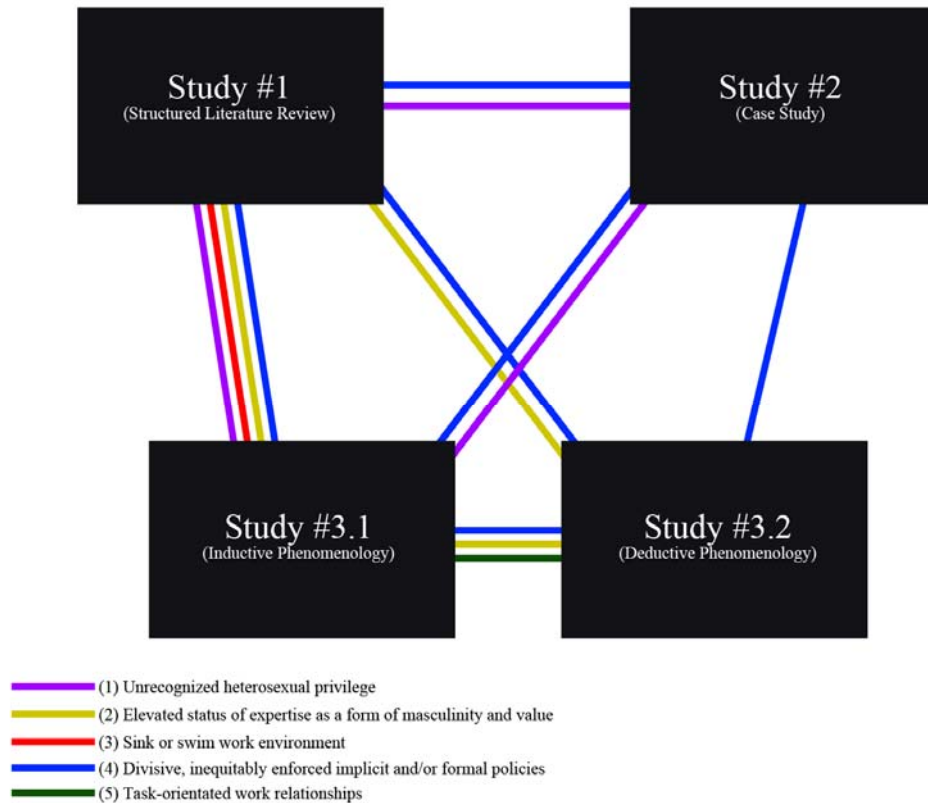 Study #1
(Structured Literature Review)
Study #2
(Case Study)
Study #3.1
(Inductive Phenomenology)
Study #3.2
(Deductive Phenomenology)
(1) Unrecognized heterosexual privilege
(2) Elevated status of expertise as a form of masculinity and value
(3) Sink or swim work environment
(4) Divisive, inequitably enforced implicit and/or formal policies
(5) Task-orientated work relationships